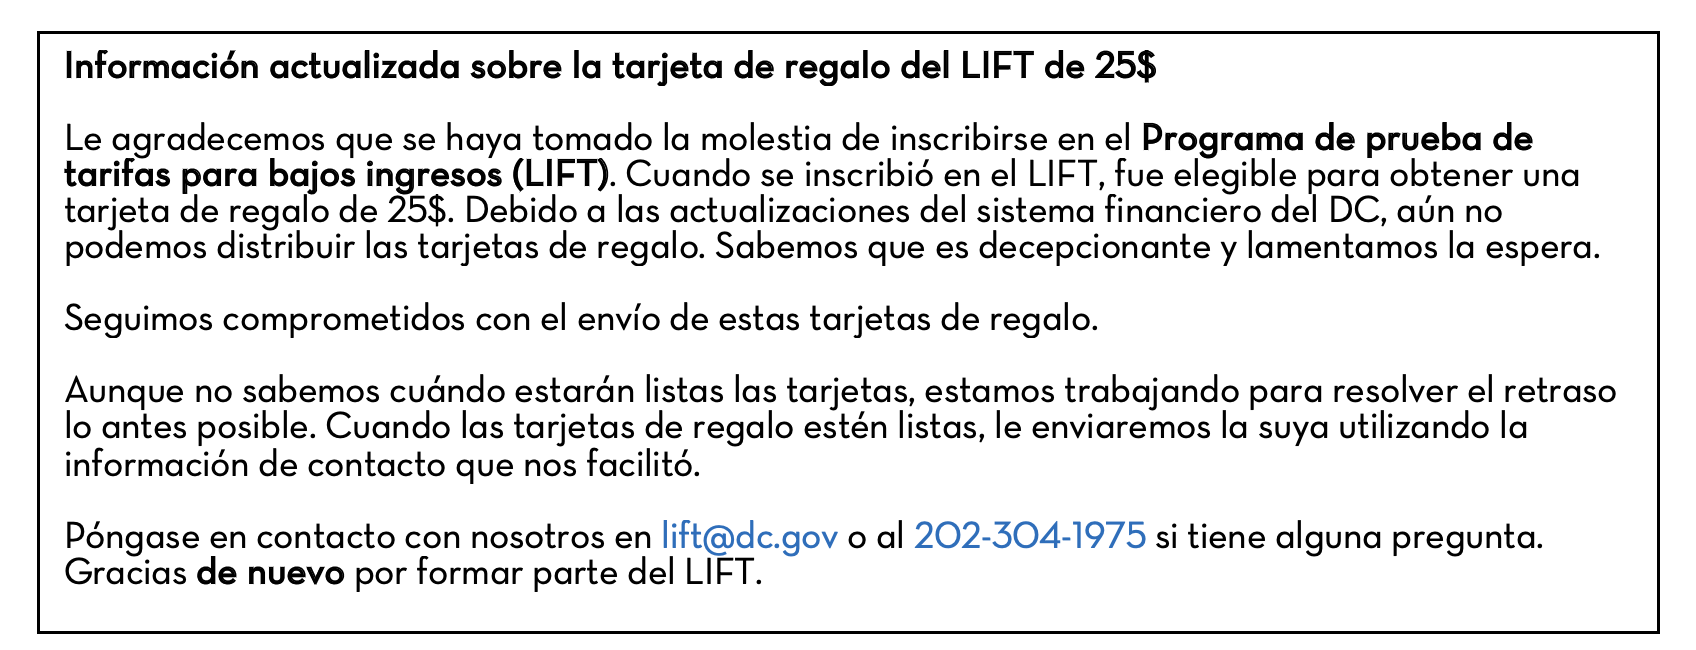 Información actualizada sobre la tarjeta de regalo del LIFT de 25$
Le agradecemos que se haya tomado la molestia de inscribirse en el Programa de prueba de
tarifas para bajos ingresos (LIFT). Cuando se inscribió en el LIFT, fue elegible para obtener una
tarjeta de regalo de 25$. Debido a las actualizaciones del sistema financiero del DC, aún no
podemos distribuir las tarjetas de regalo. Sabemos que es decepcionante y lamentamos la espera.
Seguimos comprometidos con el envío de estas tarjetas de regalo.
Aunque no sabemos cuándo estarán listas las tarjetas, estamos trabajando para resolver el retraso
lo antes posible. Cuando las tarjetas de regalo estén listas, le enviaremos la suya utilizando la
información de contacto que nos facilitó.
Póngase en contacto con nosotros en lift@dc.gov o al 202-304-1975 si tiene alguna pregunta.
Gracias de nuevo por formar parte del LIFT.